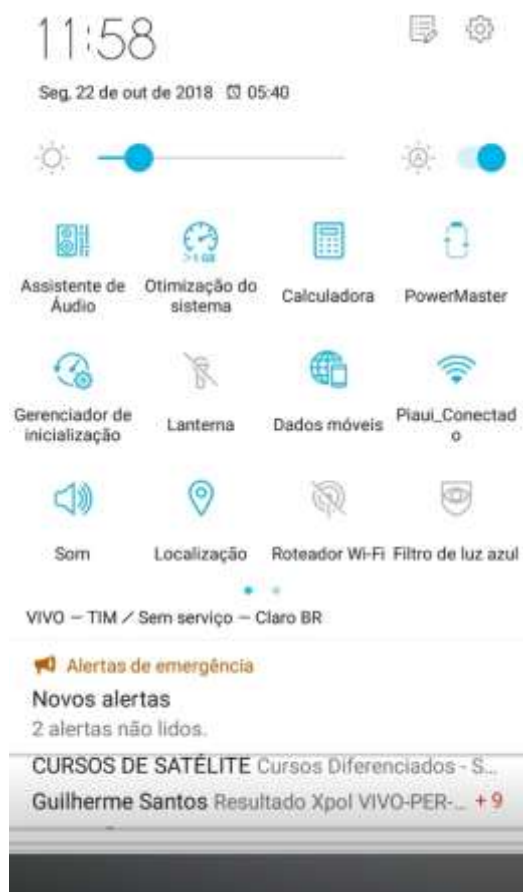 11:58
Seg, 22 de out de 2018 05:40
A
>1 GB
Assistente de Áudio
Otimização do sistema
Calculadora
PowerMaster
Gerenciador de inicialização
Lanterna
Dados móveis
Piaui_Conectad
o
Som
Localização
Roteador Wi-Fi
Filtro de luz azul
VIVO — TIM / Sem serviço — Claro BR
Alertas de emergência
Novos alertas
2 alertas não lidos.
CURSOS DE SATÉLITE Cursos Diferenciados - S...
Guilherme Santos Resultado Xpol VIVO-PER-... +9